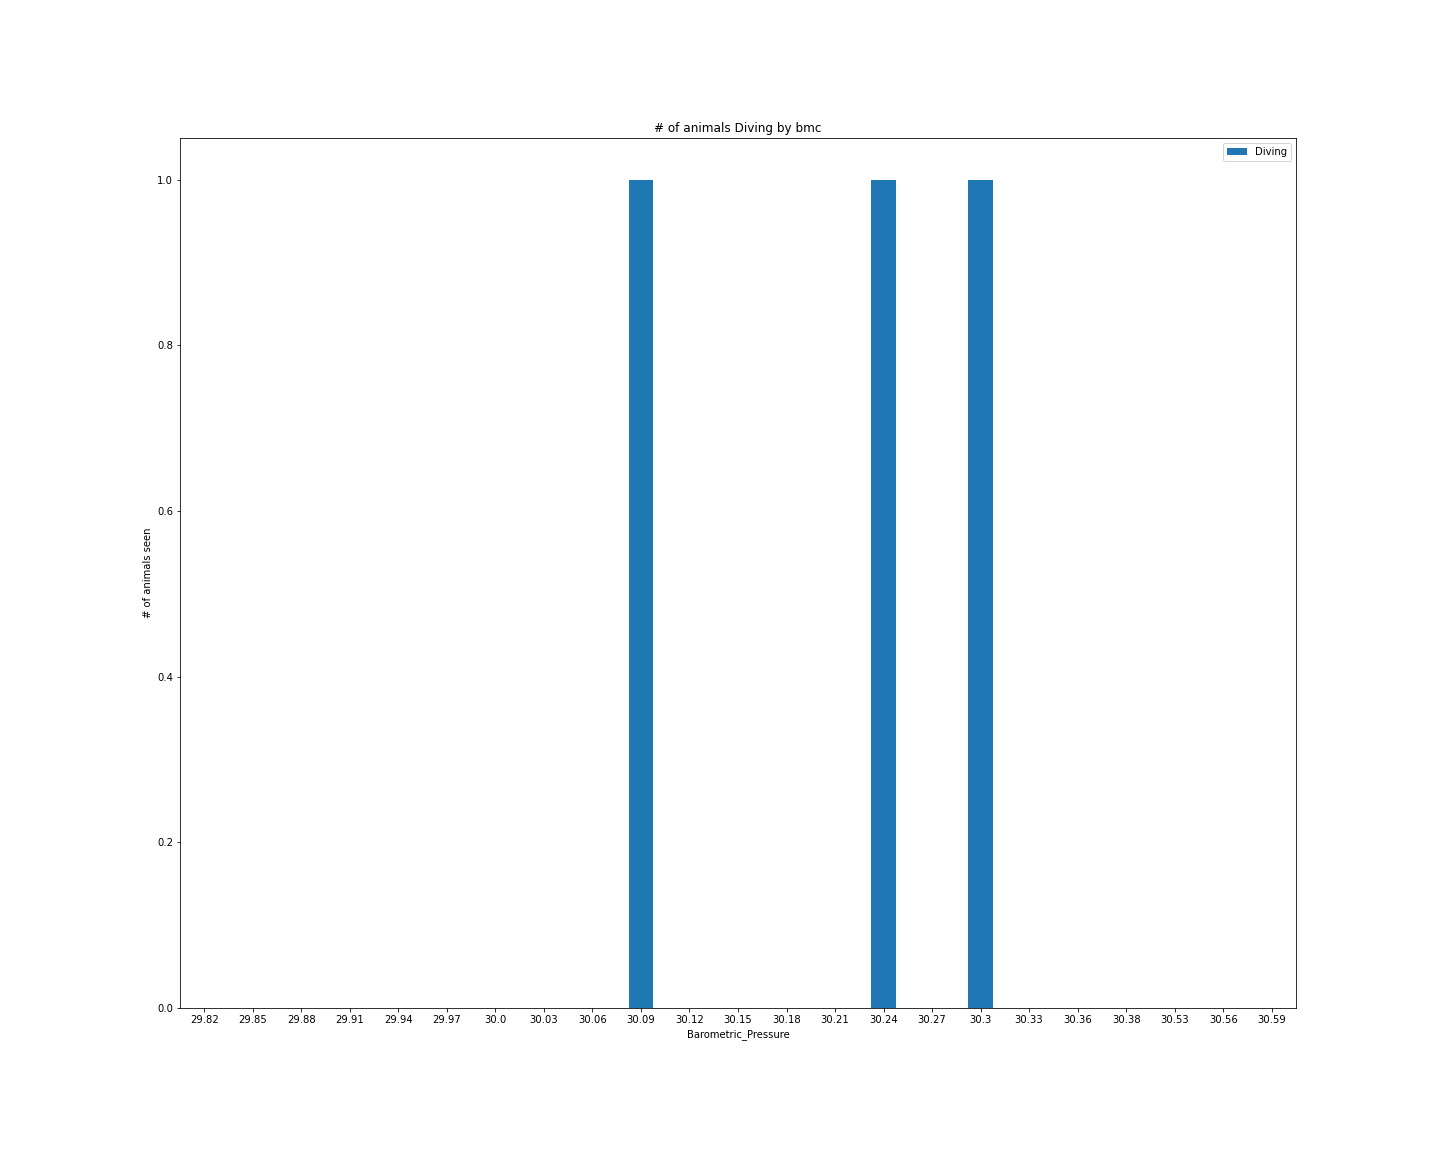 # of animals Diving by bmc
Diving
1.0
0.8
0.6
0.4
0.2
0.0
# of animals seen
29.82 29.85 29.88 29.91 29.94 29.97 30.0 30.03 30.06 30.09 30.12 30.15 30.18 30.21 30.24 30.27 30.3 30.33 30.36 30.38 30.53 30.56 30.59
Barometric_Pressure